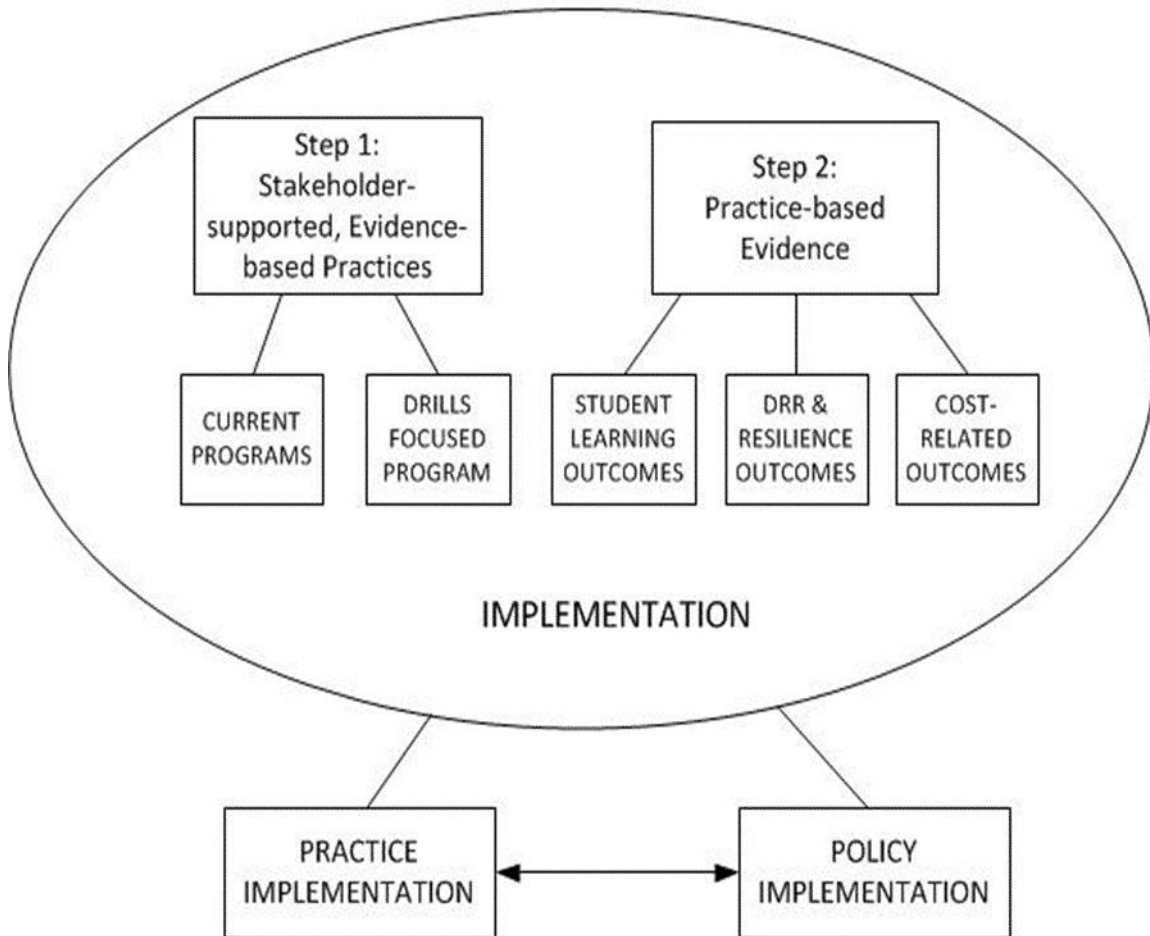 Step 1:
Stakeholder-
supported, Evidence-
based Practices
Step 2:
Practice-based
Evidence
CURRENT
PROGRAMS
DRILLS
FOCUSED
PROGRAM
STUDENT
LEARNING
OUTCOMES
DRR &
RESILIENCE
OUTCOMES
COST-
RELATED
OUTCOMES
IMPLEMENTATION
PRACTICE
IMPLEMENTATION
POLICY
IMPLEMENTATION